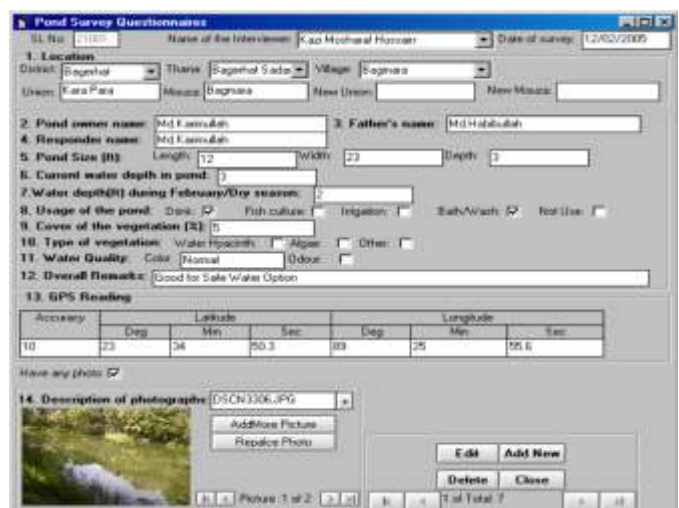 Pond Survey Questionnaires
SL No: Name of the Interviewer: Kazi Mosharaf Hossain Date of survey: 12/02/2005
1. Location
District: Bagerhat Thana: Bagerhat Sadar Village: Bagmara
Union: Kara Para Mouza: Bagmara New Union: New Mouza:
2. Pond owner name: Md.Karimullah 3. Father's name: Md.Habibullah
4. Responder name: Md.Karimullah
5. Pond Size (ft): Length: 12 Width: 23 Depth: 3
6. Current water depth in pond: 3
7.Water depth(ft) during February/Dry season: 2
8. Usage of the pond: Drink: Fish culture: Irrigation: Bath/Wash: Not Use:
9. Cover of the vegetation (%): 5
10. Type of vegetation: Water Hyacinth: Algae: Other:
11. Water Quality: Color: Normal Odour:
12. Overall Remarks: Good for Safe Water Option
13. GPS Reading
Accuracy Latitude Longitude
Deg Min Sec Deg Min Sec
10 23 34 50.3 89 25 55.6
Have any photo:
14. Description of photographs: DSCN3306.JPG
AddMore Picture
Repalce Photo
Edit Add New
Delete Close
Picture :1 of 2 1 of Total: 7